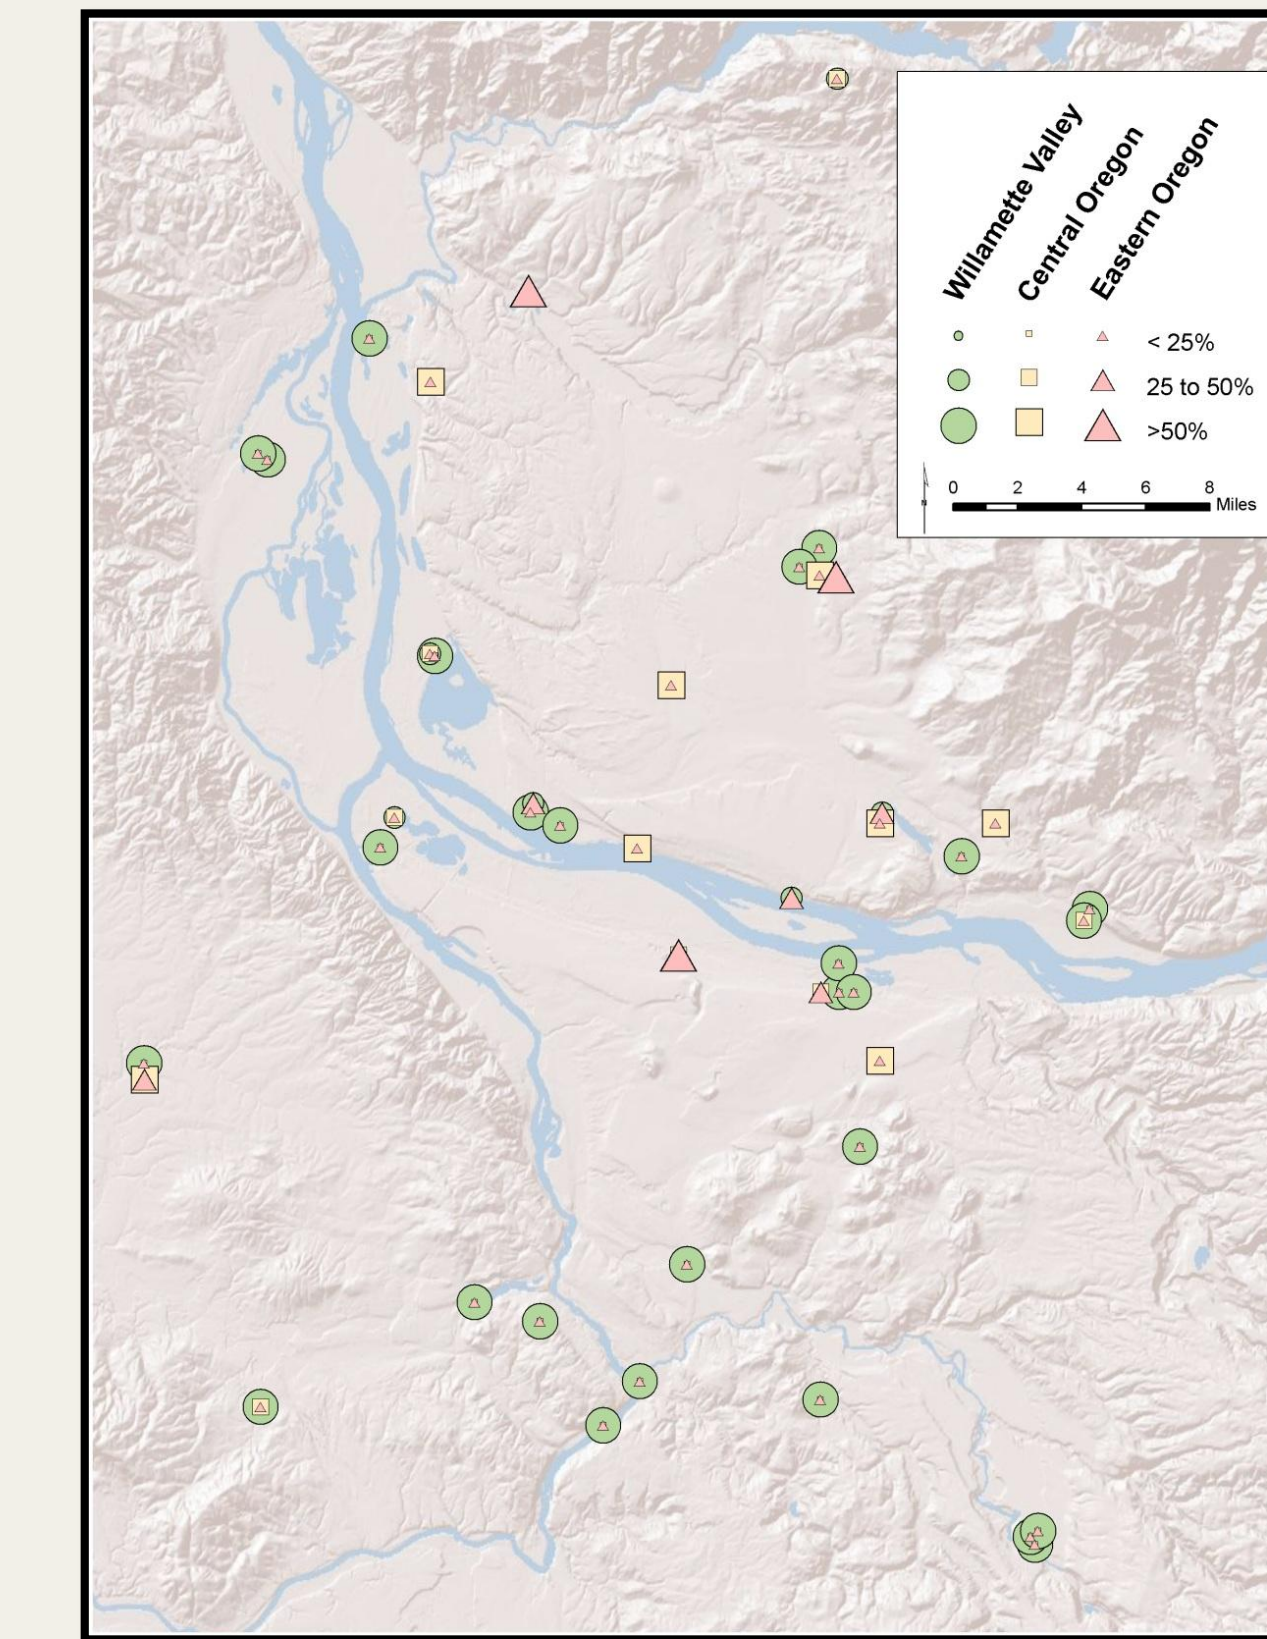 Willamette Valley
Central Oregon
Eastern Oregon
< 25%
25 to 50%
>50%
N
0 2 4 6 8 Miles